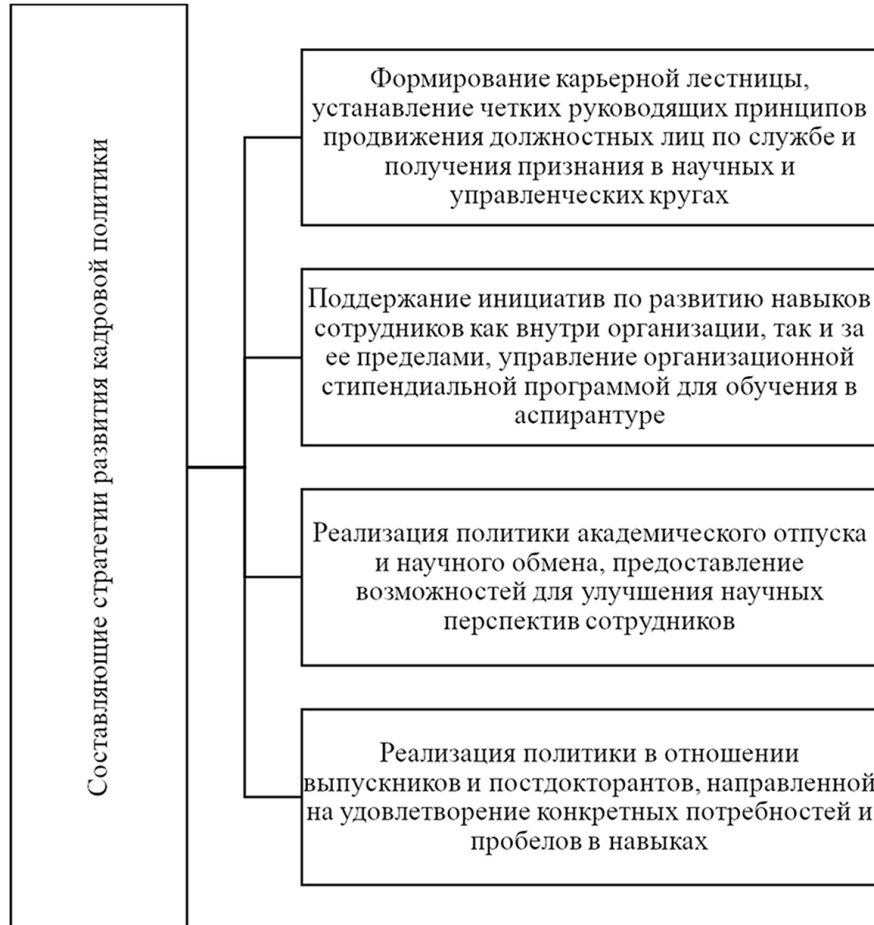 Составляющие стратегии развития кадровой политики
Формирование карьерной лестницы,
устанавление четких руководящих принципов
продвижения должностных лиц по службе и
получения признания в научных и
управленческих кругах
Поддержание инициатив по развитию навыков
сотрудников как внутри организации, так и за
ее пределами, управление организационной
стипендиальной программой для обучения в
аспирантуре
Реализация политики академического отпуска
и научного обмена, предоставление
возможностей для улучшения научных
перспектив сотрудников
Реализация политики в отношении
выпускников и постдокторантов, направленной
на удовлетворение конкретных потребностей и
пробелов в навыках